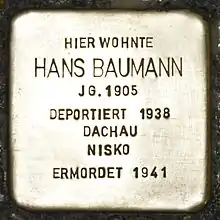 HIER WOHNTE
HANS BAUMANN
JG. 1905
DEPORTIERT 1938
DACHAU
NISKO
ERMORDET 1941